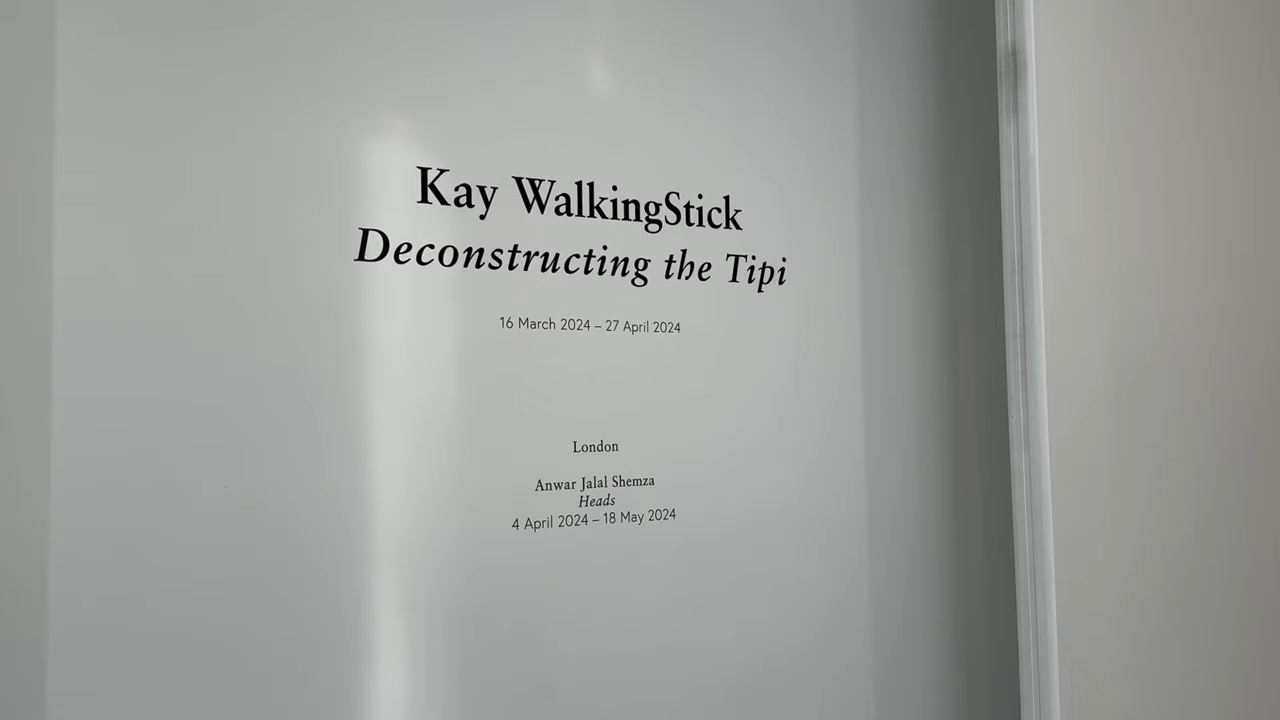 Kay WalkingStick
Deconstructing the Tipi
16 March 2024 – 27 April 2024
London
Anwar Jalal Shemza
Heads
4 April 2024 – 18 May 2024